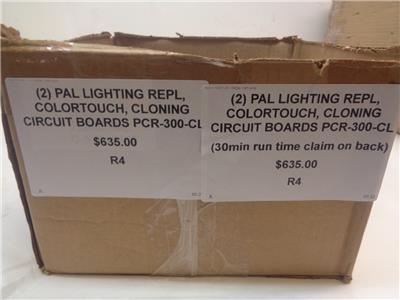 (2) PAL LIGHTING REPL,
COLORTOUCH, CLONING
CIRCUIT BOARDS PCR-300-CL
$635.00
R4
(2) PAL LIGHTING REPL,
COLORTOUCH, CLONING
CIRCUIT BOARDS PCR-300-CL
(30min run time claim on back)
$635.00
R4